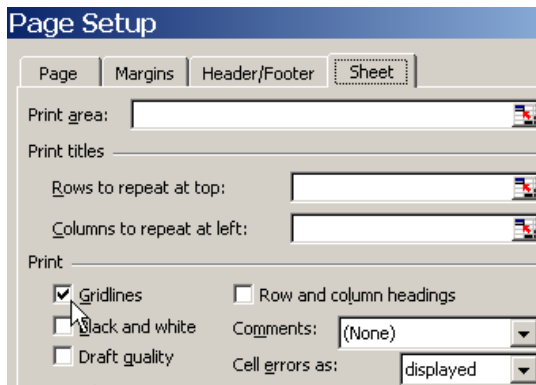 Page Setup
Page Margins Header/Footer Sheet
Print area:
Print titles
Rows to repeat at top:
Columns to repeat at left:
Print
Gridlines Row and column headings
Black and white Comments: (None)
Draft quality Cell errors as: displayed